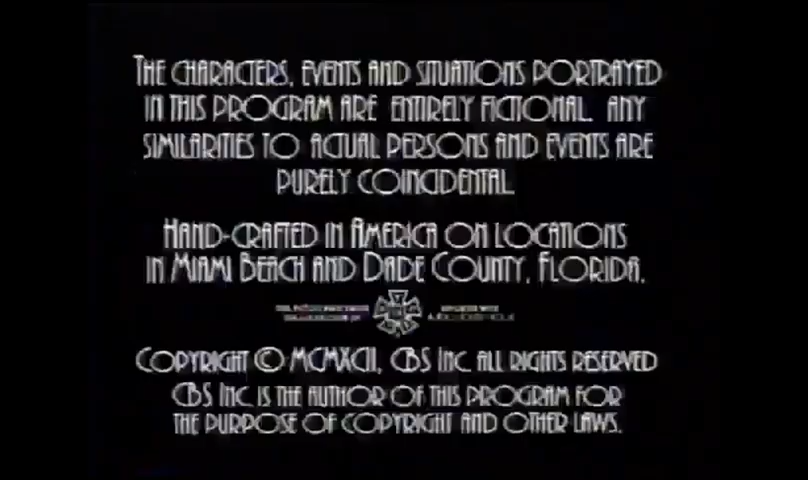 The characters, events and situations portrayed
in this program are entirely fictional. Any
similarities to actual persons and events are
purely coincidental.
Hand-crafted in America on locations
in Miami Beach and Dade County, Florida.
Copyright © MCMXCII, CBS Inc. all rights reserved
CBS Inc. is the author of this program for
the purpose of copyright and other laws.